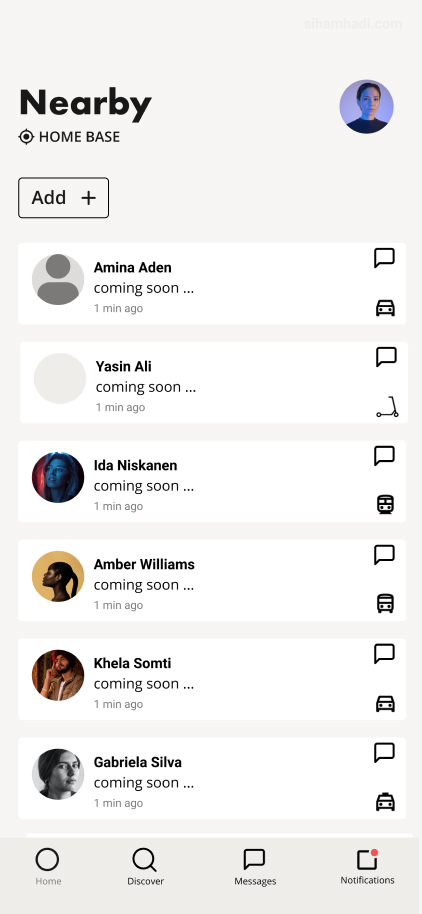 sihamhadi.com
Nearby
HOME BASE
Add +
Amina Aden
coming soon ...
1 min ago
Yasin Ali
coming soon ...
1 min ago
Ida Niskanen
coming soon ...
1 min ago
Amber Williams
coming soon ...
1 min ago
Khela Somti
coming soon ...
1 min ago
Gabriela Silva
coming soon ...
1 min ago
Home Discover Messages Notifications